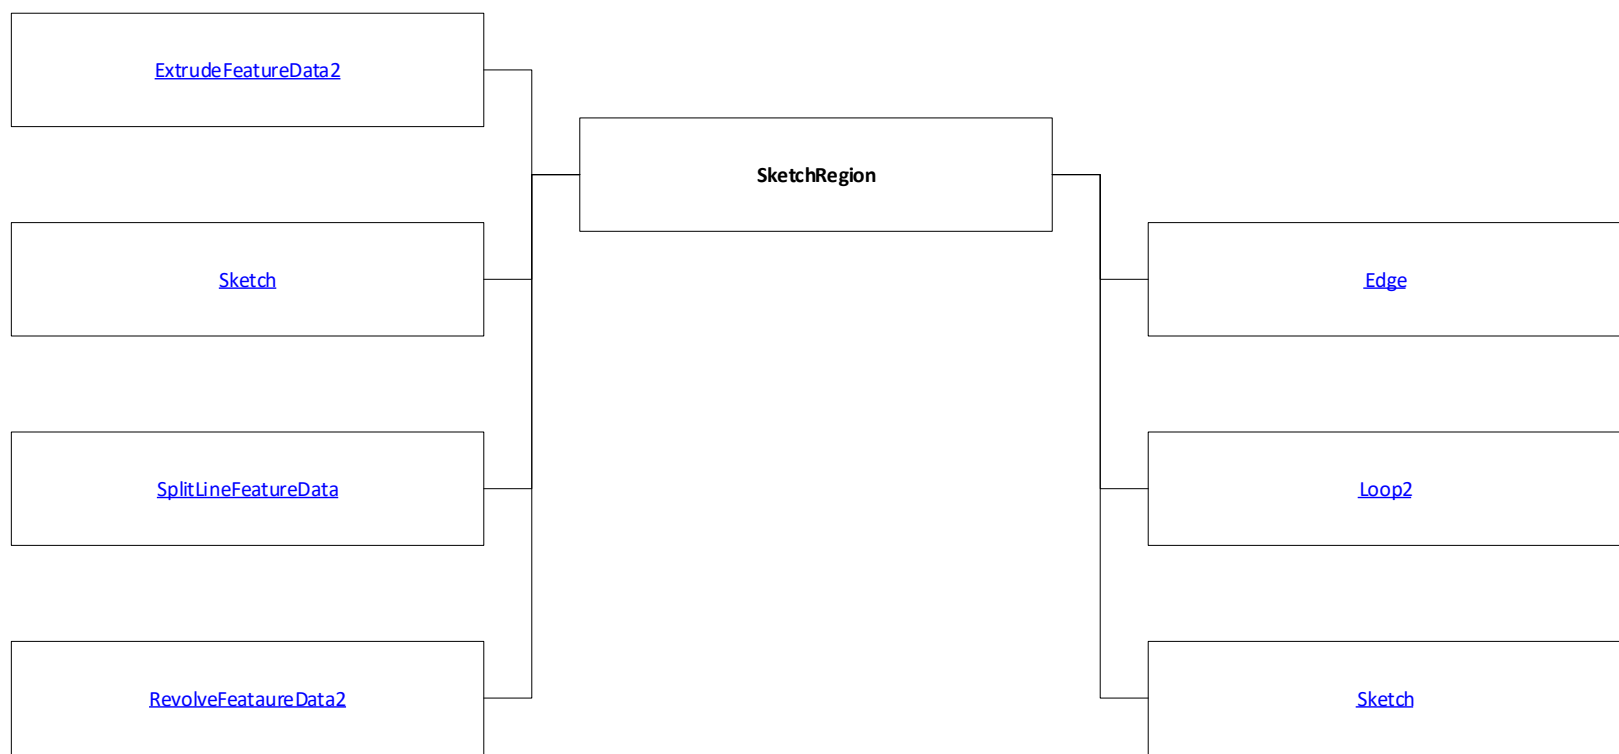 ExtrudeFeatureData2
SketchRegion
Sketch
Edge
SplitLineFeatureData
Loop2
RevolveFeataureData2
Sketch